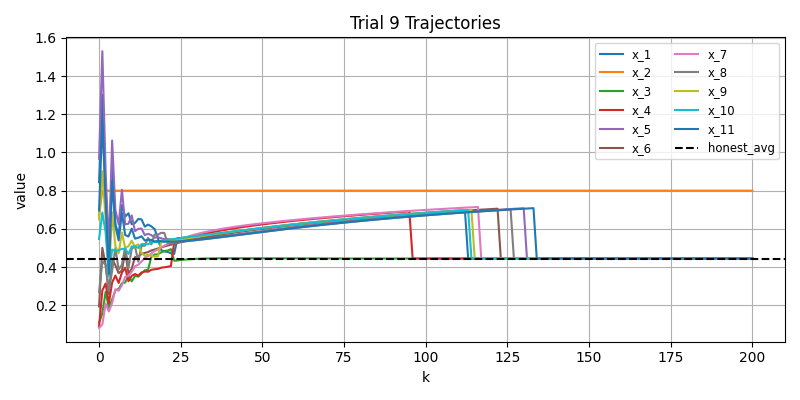 Trial 9 Trajectories
value
1.6
1.4
1.2
1.0
0.8
0.6
0.4
0.2
x_1
x_2
x_3
x_4
x_5
x_6
x_7
x_8
x_9
x_10
x_11
honest_avg
0 25 50 75 100 125 150 175 200
k